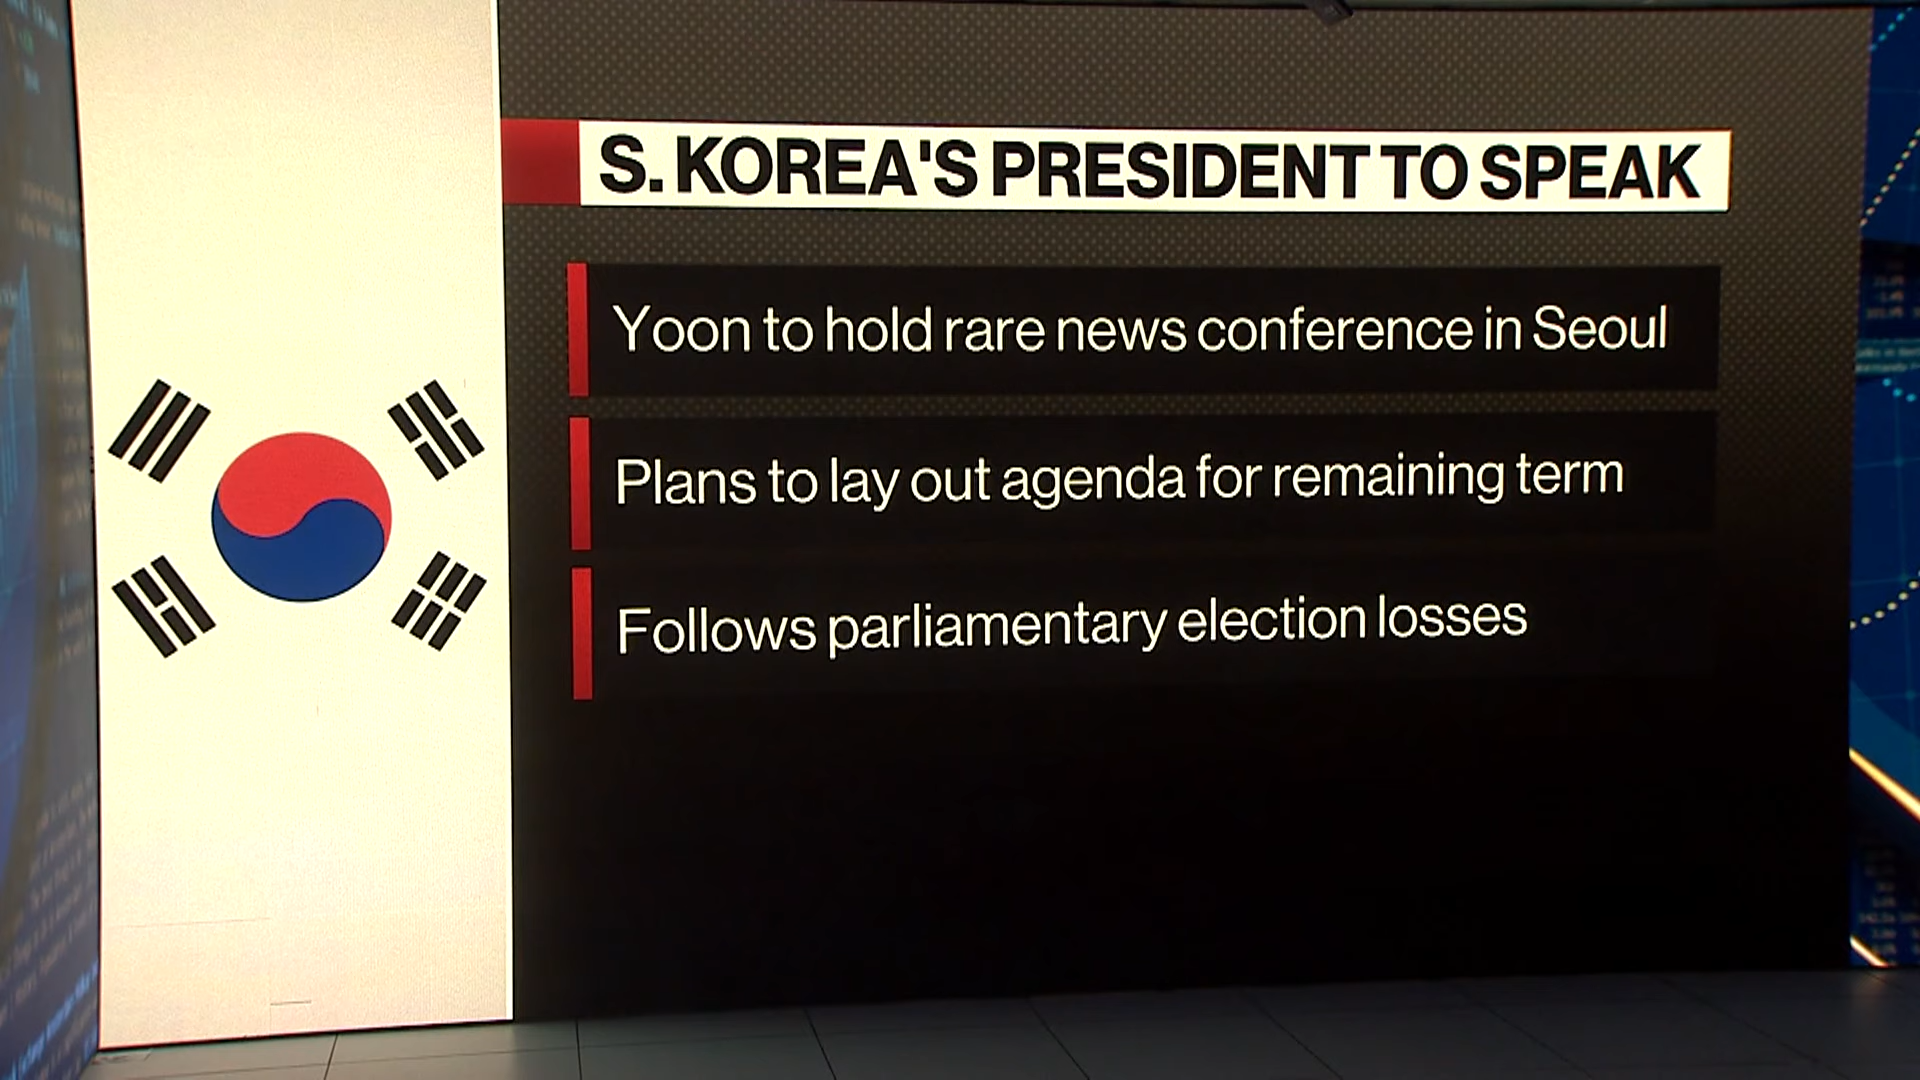 S. KOREA'S PRESIDENT TO SPEAK
Yoon to hold rare news conference in Seoul
Plans to lay out agenda for remaining term
Follows parliamentary election losses